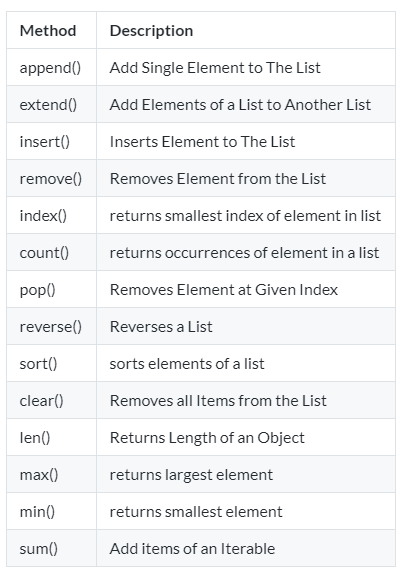 Method Description
append() Add Single Element to The List
extend() Add Elements of a List to Another List
insert() Inserts Element to The List
remove() Removes Element from the List
index() returns smallest index of element in list
count() returns occurrences of element in a list
pop() Removes Element at Given Index
reverse() Reverses a List
sort() sorts elements of a list
clear() Removes all Items from the List
len() Returns Length of an Object
max() returns largest element
min() returns smallest element
sum() Add items of an Iterable